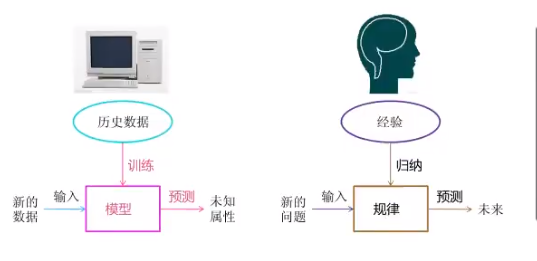 历史数据
训练
新的
数据
输入
模型
预测
未知
属性
经验
归纳
新的
问题
输入
规律
预测
未来